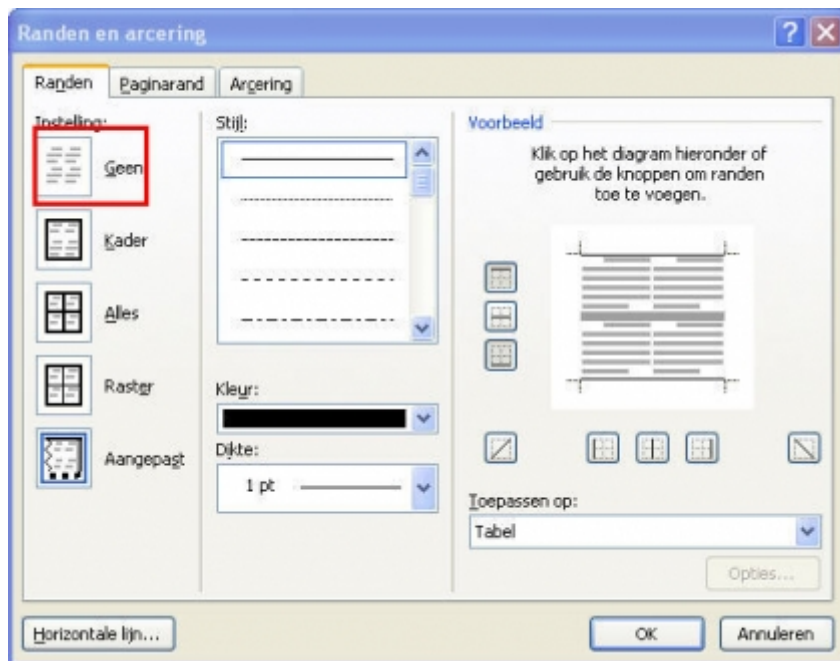 Randen en arcering
Randen Paginarand Arcering
Instelling:
Geen
Kader
Alles
Raster
Aangepast
Stijl:
Kleur:
Dikte:
1 pt
Voorbeeld
Klik op het diagram hieronder of
gebruik de knoppen om randen
toe te voegen.
Toepassen op:
Tabel
Opties...
Horizontale lijn...
OK
Annuleren